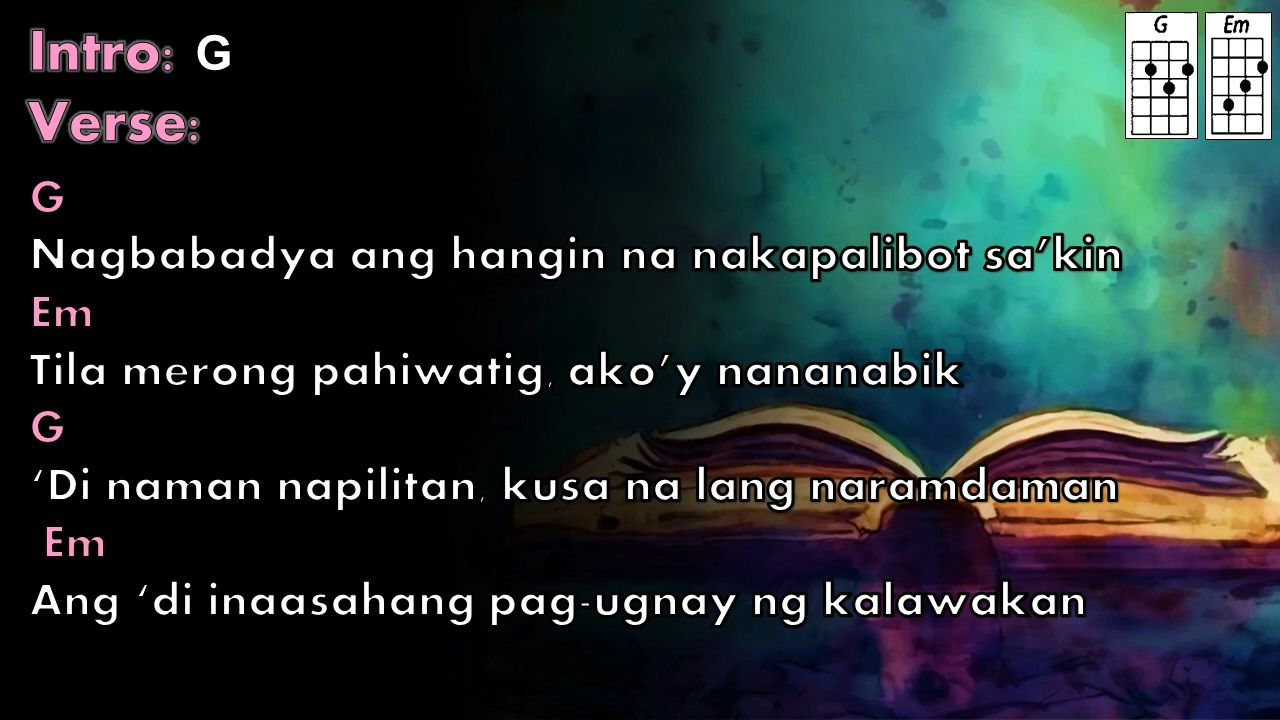 Intro: G
Verse:
G
Nagbabadya ang hangin na nakapalibot sa’kin
Em
Tila merong pahiwatig, ako’y nananabik
G
‘Di naman napilitan, kusa na lang naramdaman
Em
Ang ‘di inaasahang pag-ugnay ng kalawakan
G
Em